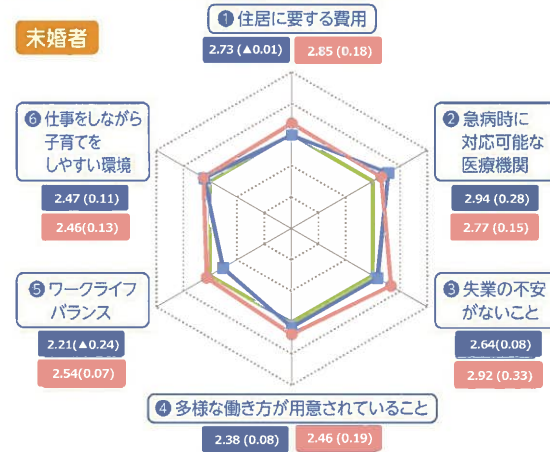 未婚者
❶ 住居に要する費用
2.73 (▲0.01) 2.85 (0.18)
❷ 急病時に
対応可能な
医療機関
2.94 (0.28)
2.77 (0.15)
❸ 失業の不安
がないこと
2.64(0.08)
2.92 (0.33)
❹ 多様な働き方が用意されていること
2.38 (0.08) 2.46 (0.19)
❺ ワークライフ
バランス
2.21(▲0.24)
2.54(0.07)
❻ 仕事をしながら
子育てを
しやすい環境
2.47 (0.11)
2.46(0.13)